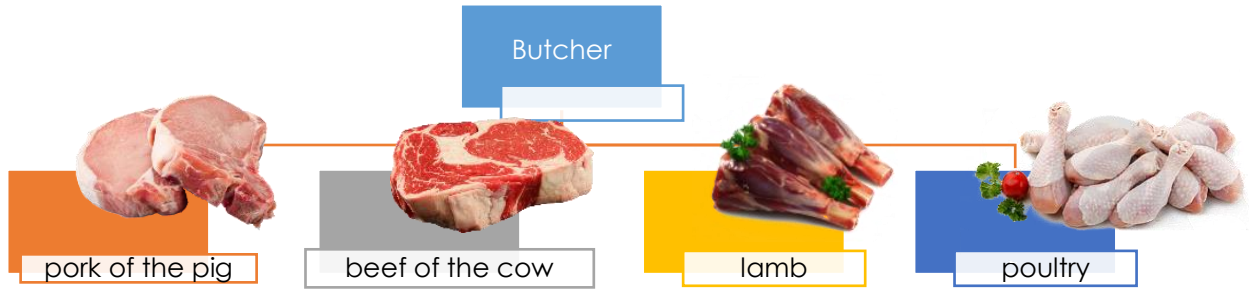 Butcher
pork of the pig
beef of the cow
lamb
poultry